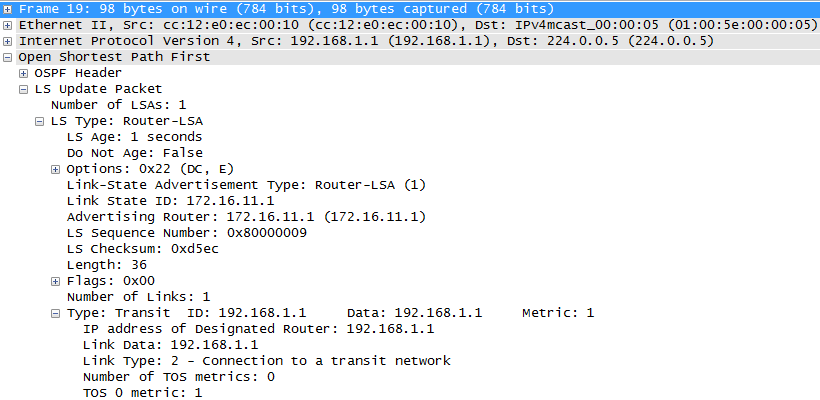 Frame 19: 98 bytes on wire (784 bits), 98 bytes captured (784 bits)
Ethernet II, Src: cc:12:e0:ec:00:10 (cc:12:e0:ec:00:10), Dst: IPv4mcast_00:00:05 (01:00:5e:00:00:05)
Internet Protocol Version 4, Src: 192.168.1.1 (192.168.1.1), Dst: 224.0.0.5 (224.0.0.5)
Open Shortest Path First
OSPF Header
LS Update Packet
Number of LSAs: 1
LS Type: Router-LSA
LS Age: 1 seconds
Do Not Age: False
Options: 0x22 (DC, E)
Link-State Advertisement Type: Router-LSA (1)
Link State ID: 172.16.11.1
Advertising Router: 172.16.11.1 (172.16.11.1)
LS Sequence Number: 0x80000009
LS Checksum: 0xd5ec
Length: 36
Flags: 0x00
Number of Links: 1
Type: Transit  ID: 192.168.1.1     Data: 192.168.1.1     Metric: 1
IP address of Designated Router: 192.168.1.1
Link Data: 192.168.1.1
Link Type: 2 - Connection to a transit network
Number of TOS metrics: 0
TOS 0 metric: 1